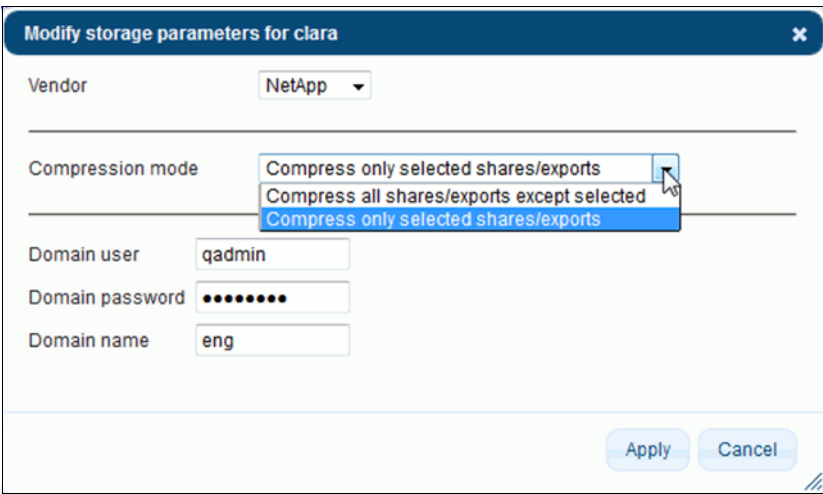 Modify storage parameters for clara
Vendor NetApp
Compression mode Compress only selected shares/exports
Compress all shares/exports except selected
Compress only selected shares/exports
Domain user qadmin
Domain password ••••••••
Domain name eng
Apply Cancel